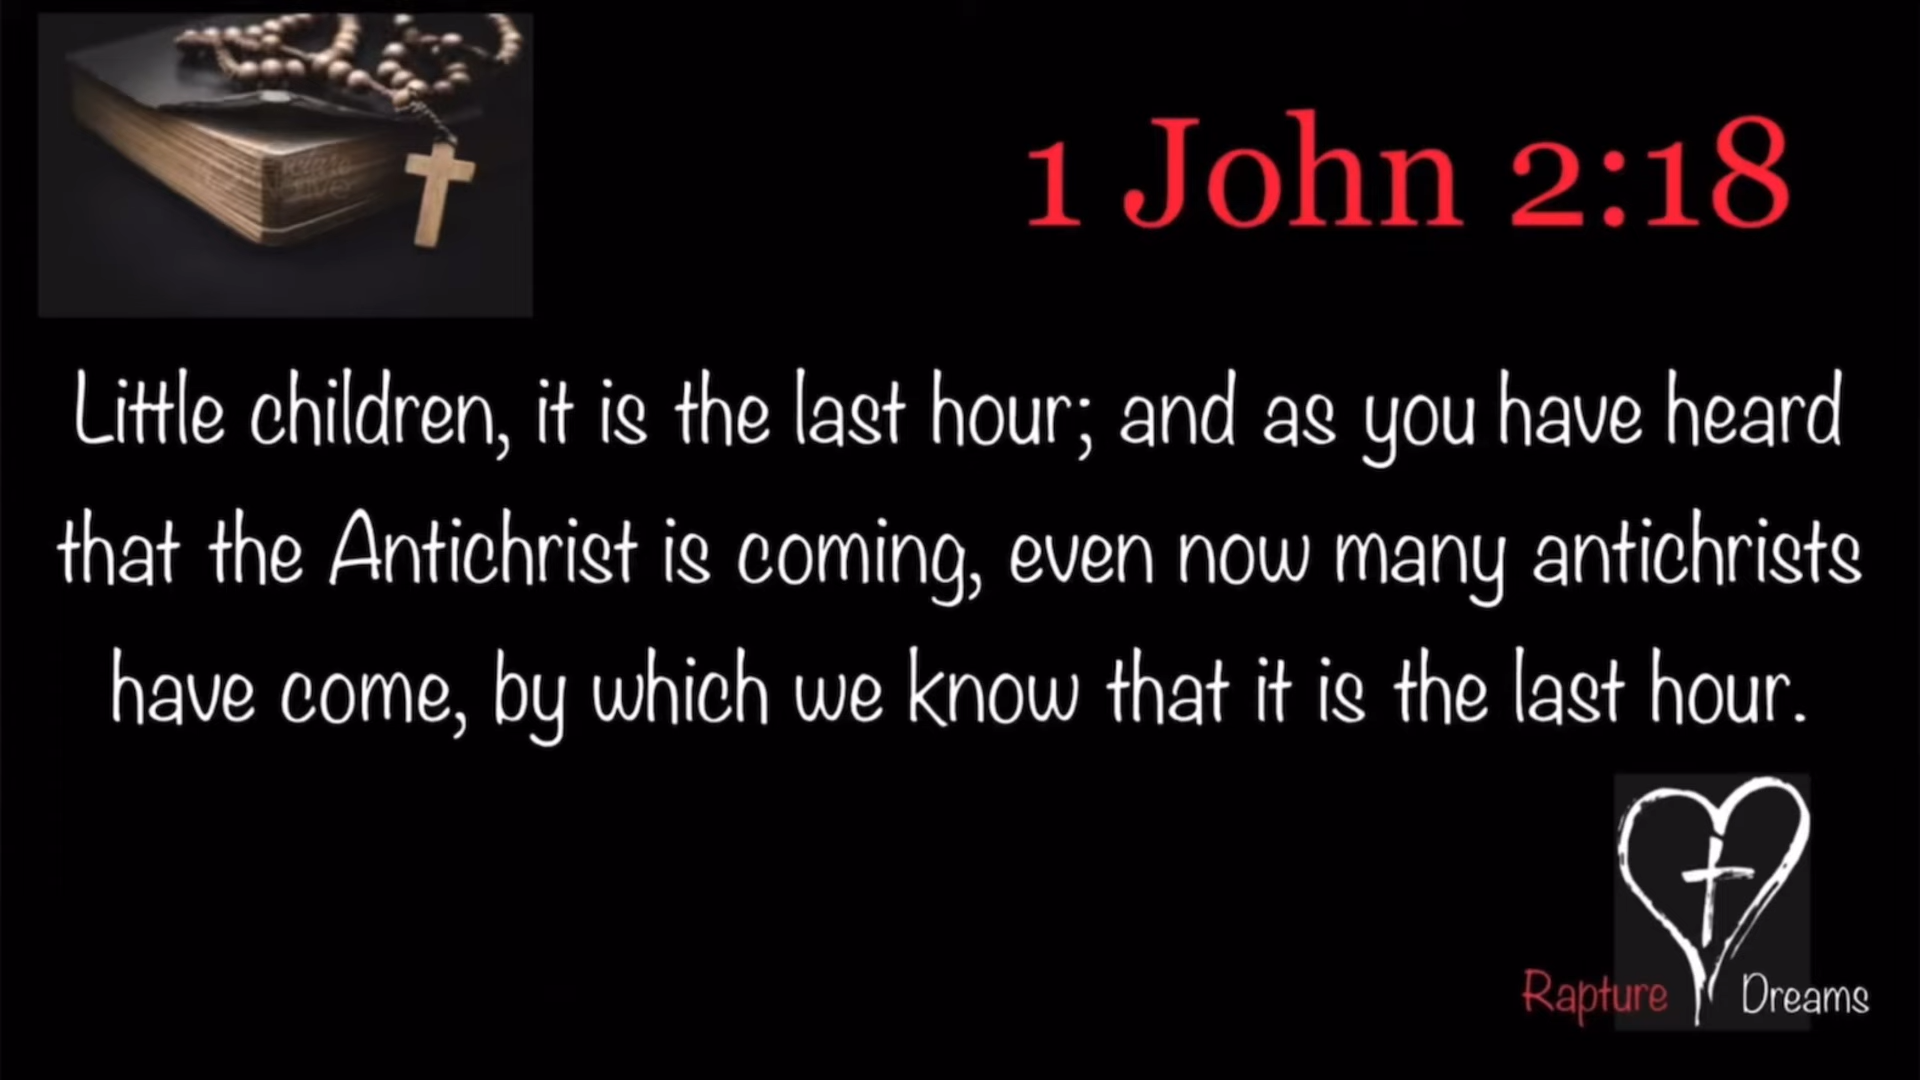 1 John 2:18
Little children, it is the last hour; and as you have heard
that the Antichrist is coming, even now many antichrists
have come, by which we know that it is the last hour.
Rapture Dreams